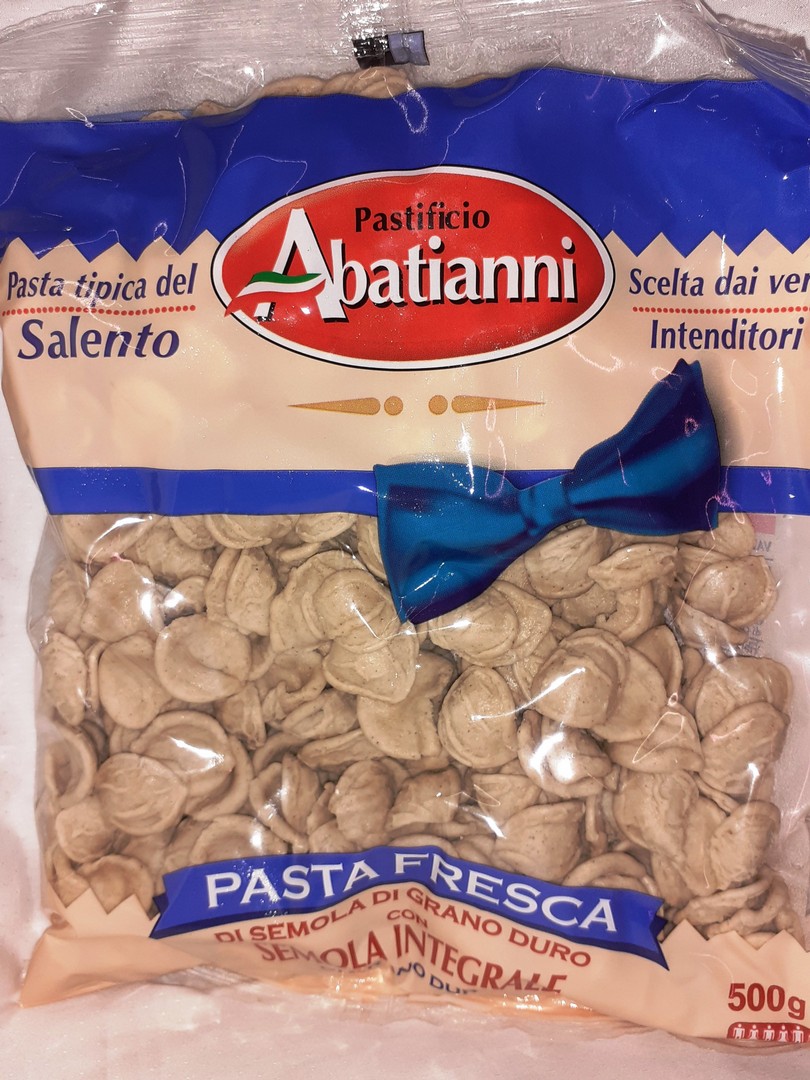 Pastificio
Abatianni
Pasta tipica del
Salento
Scelta dai ver
Intenditori
PASTA FRESCA
DI SEMOLA DI GRANO DURO
CON
SEMOLA INTEGRALE
500g